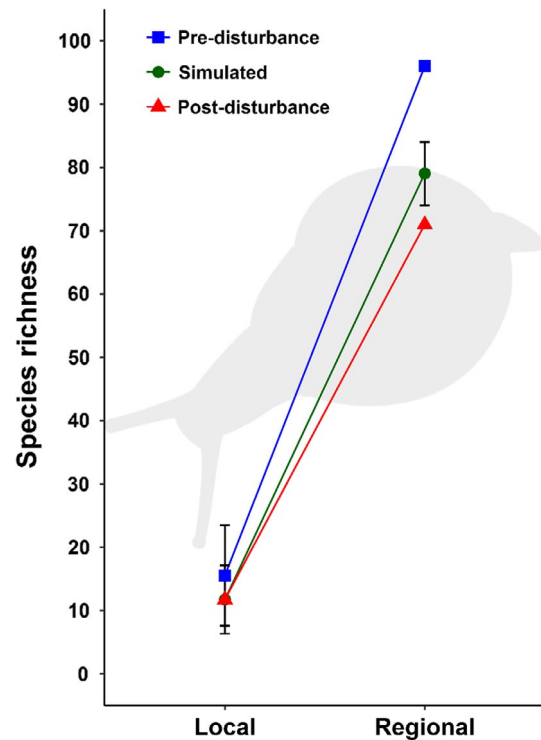 Pre-disturbance
Simulated
Post-disturbance
Species richness
100
90
80
70
60
50
40
30
20
10
0
Local Regional